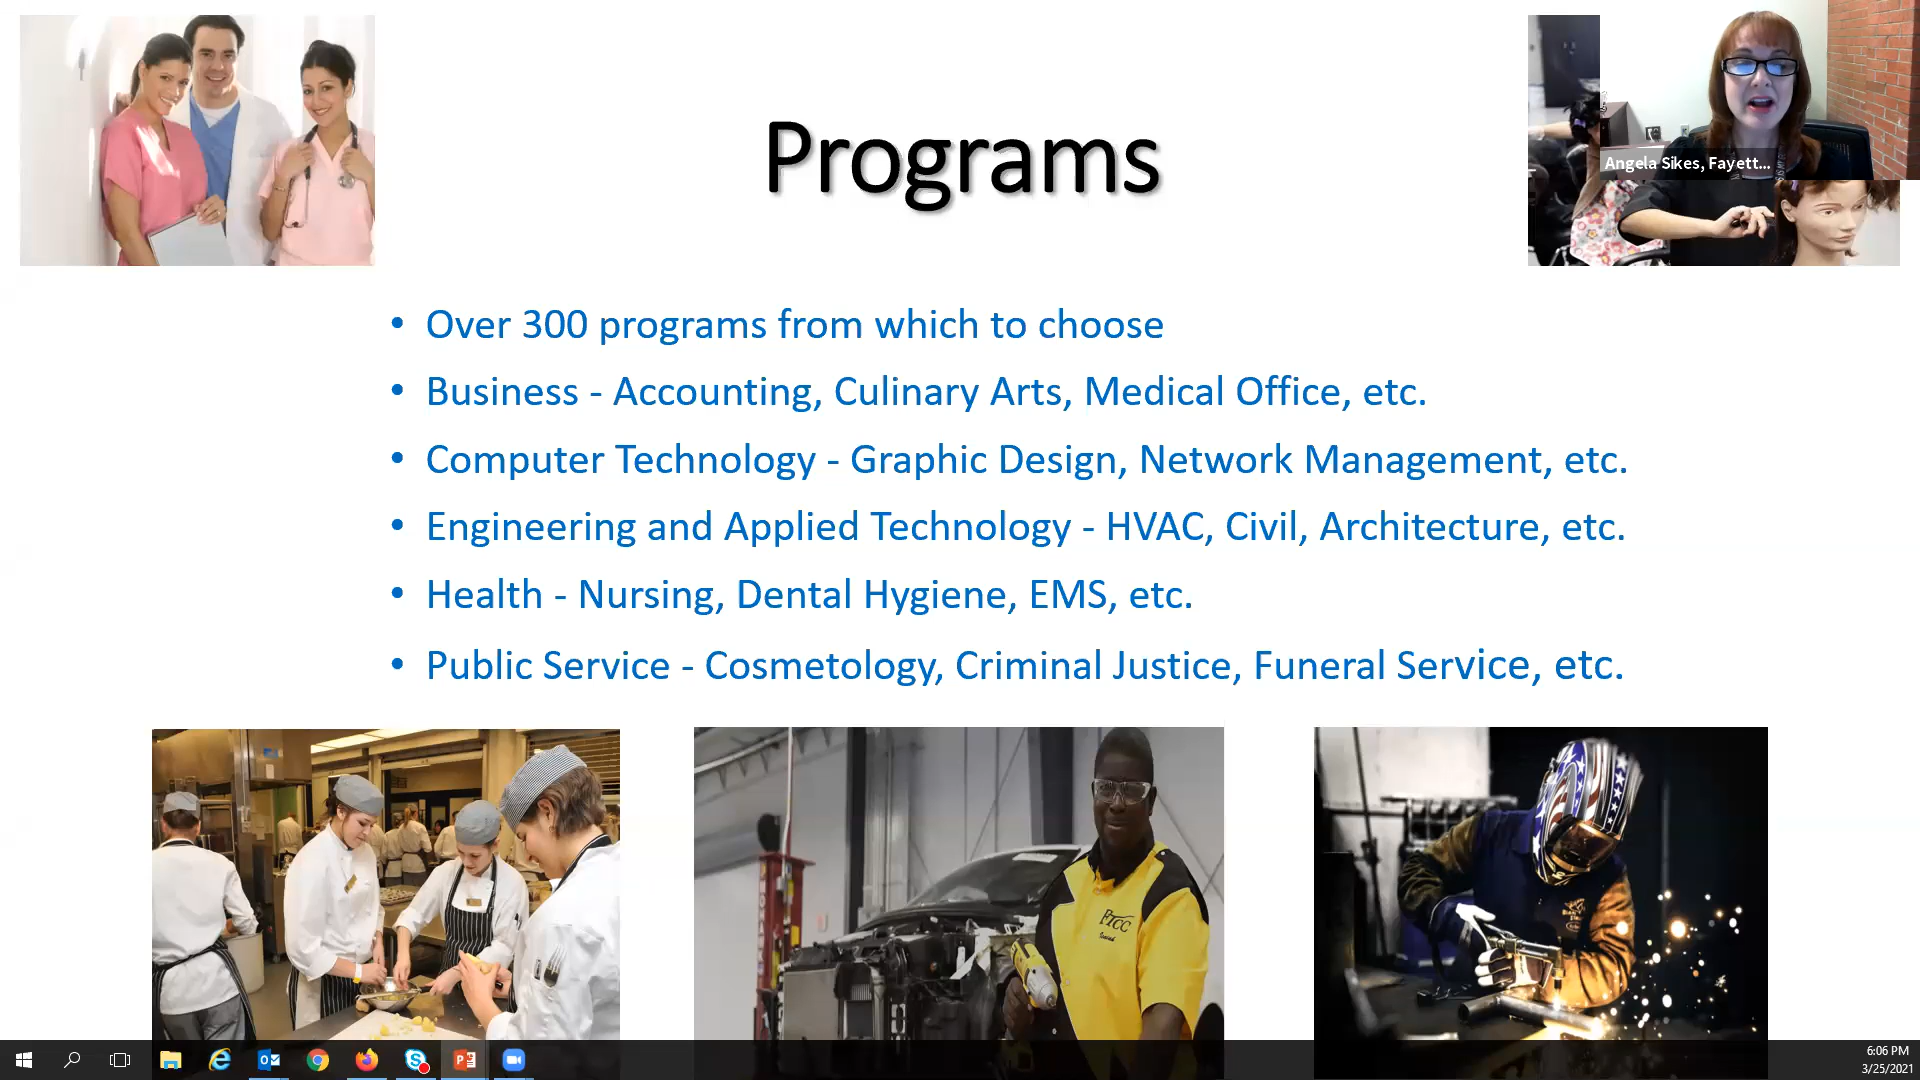 Programs
Angela Sikes, Fayett...
• Over 300 programs from which to choose
• Business - Accounting, Culinary Arts, Medical Office, etc.
• Computer Technology - Graphic Design, Network Management, etc.
• Engineering and Applied Technology - HVAC, Civil, Architecture, etc.
• Health - Nursing, Dental Hygiene, EMS, etc.
• Public Service - Cosmetology, Criminal Justice, Funeral Service, etc.
FTCC
6:06 PM
3/25/2021